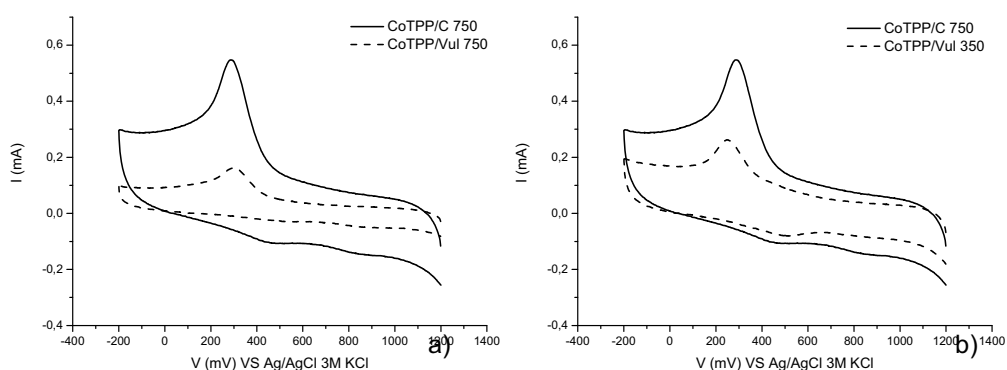 CoTPP/C 750
CoTPP/Vul 750
0,6
0,4
0,2
0,0
-0,2
-0,4
I (mA)
-400 -200 0 200 400 600 800 1000 1200 1400
V (mV) VS Ag/AgCl 3M KCl
a)
CoTPP/C 750
CoTPP/Vul 350
0,6
0,4
0,2
0,0
-0,2
-0,4
I (mA)
-400 -200 0 200 400 600 800 1000 1200 1400
V (mV) VS Ag/AgCl 3M KCl
b)